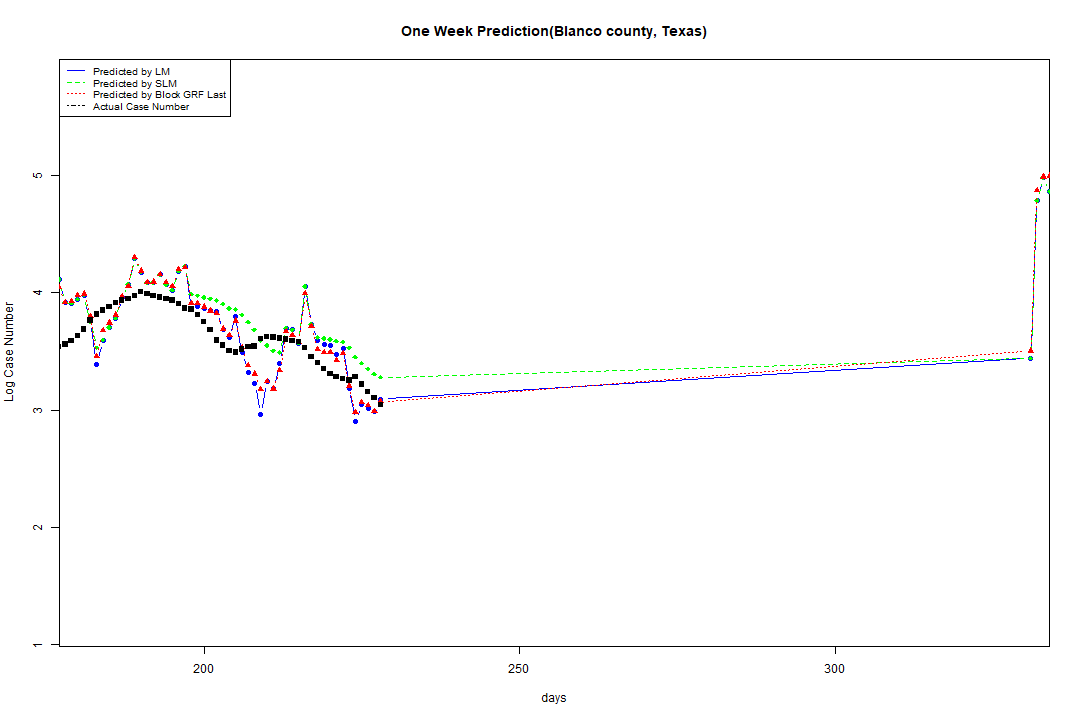 One Week Prediction(Blanco county, Texas)
Predicted by LM
Predicted by SLM
Predicted by Block GRF Last
Actual Case Number
5
4
3
2
1
Log Case Number
200
250
300
days